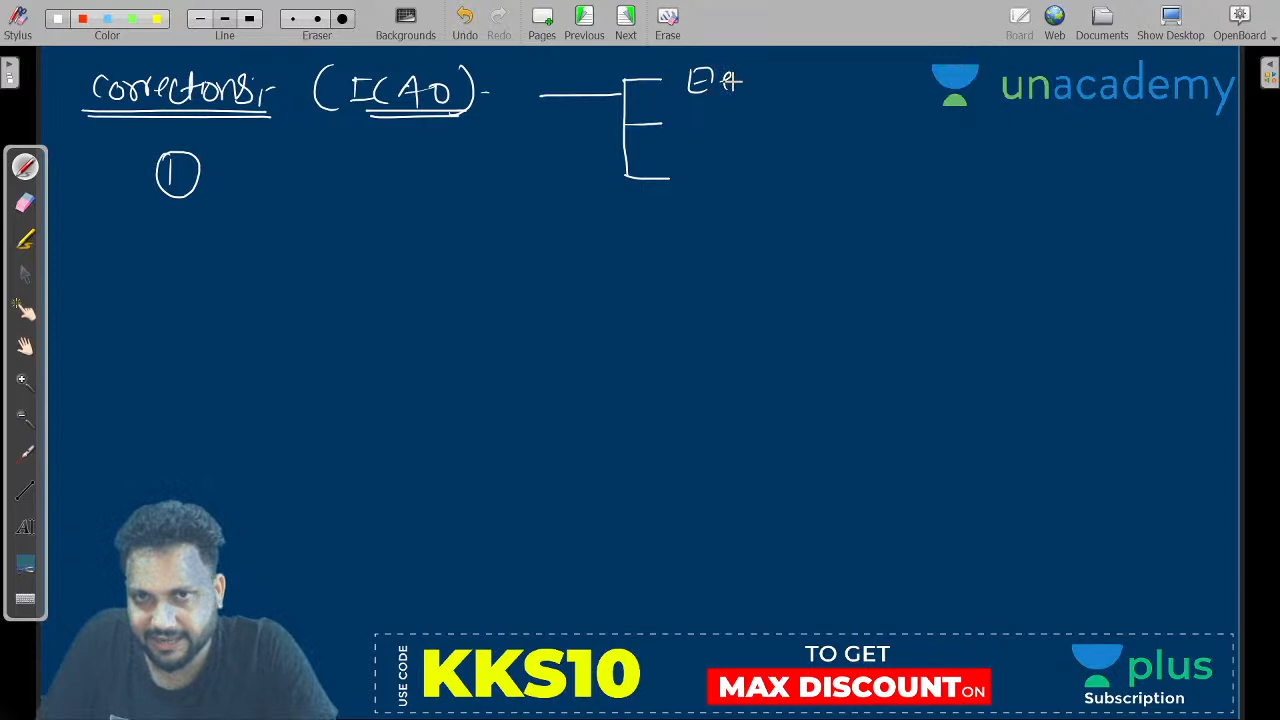 Stylus
Color
Line
Eraser
Backgrounds
Undo
Redo
Pages
Previous
Next
Erase
Board
Web
Documents
Show Desktop
OpenBoard
Correctons:- (ICAO)-
unacademy
1
USE CODE
KKS10
TO GET
MAX DISCOUNT ON
plus
Subscription